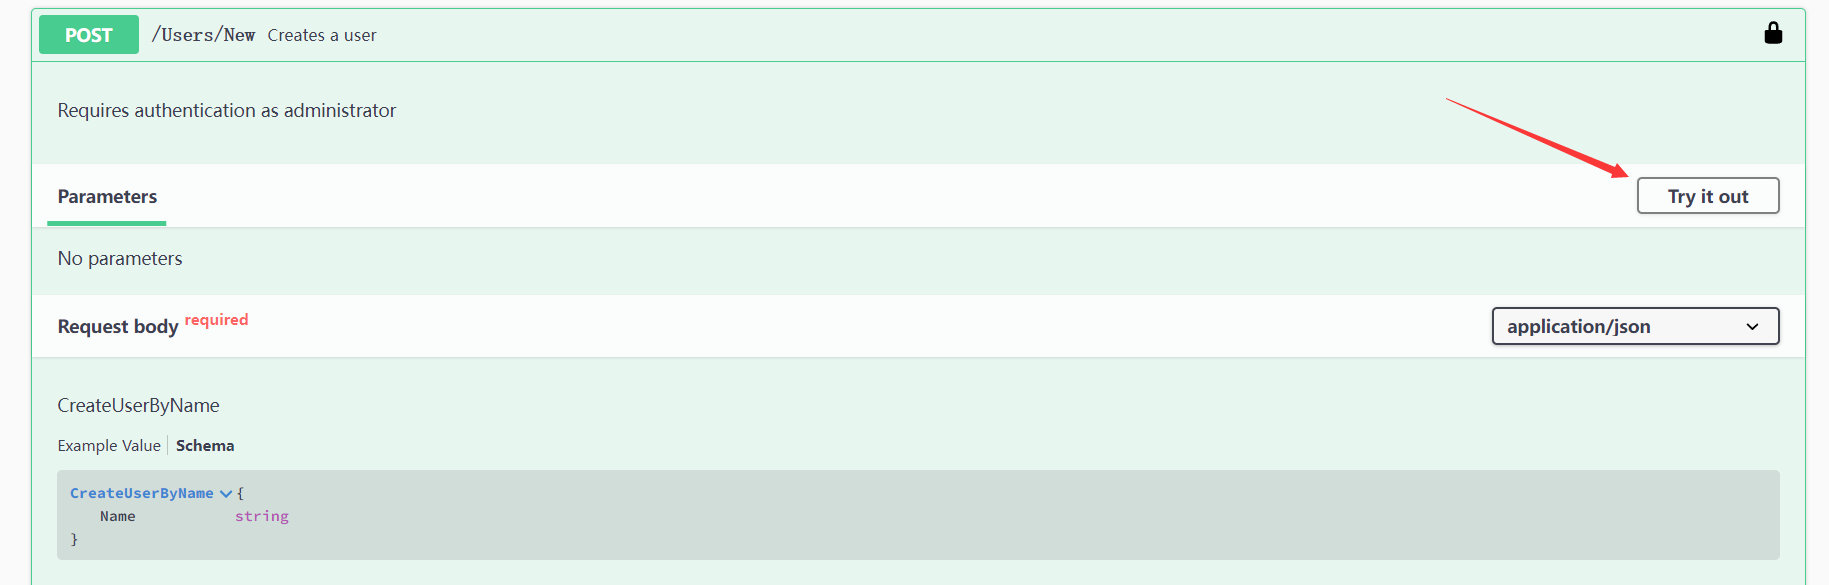 POST /Users/New Creates a user
Requires authentication as administrator
Parameters
Try it out
No parameters
Request body required
application/json
CreateUserByName
Example Value Schema
CreateUserByName {
Name string
}